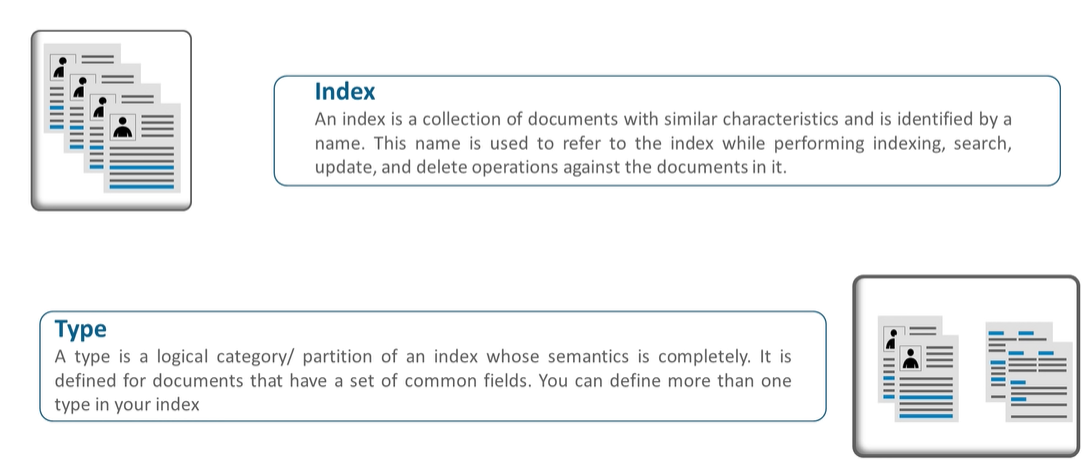 Index
An index is a collection of documents with similar characteristics and is identified by a
name. This name is used to refer to the index while performing indexing, search,
update, and delete operations against the documents in it.
Type
A type is a logical category/ partition of an index whose semantics is completely. It is
defined for documents that have a set of common fields. You can define more than one
type in your index